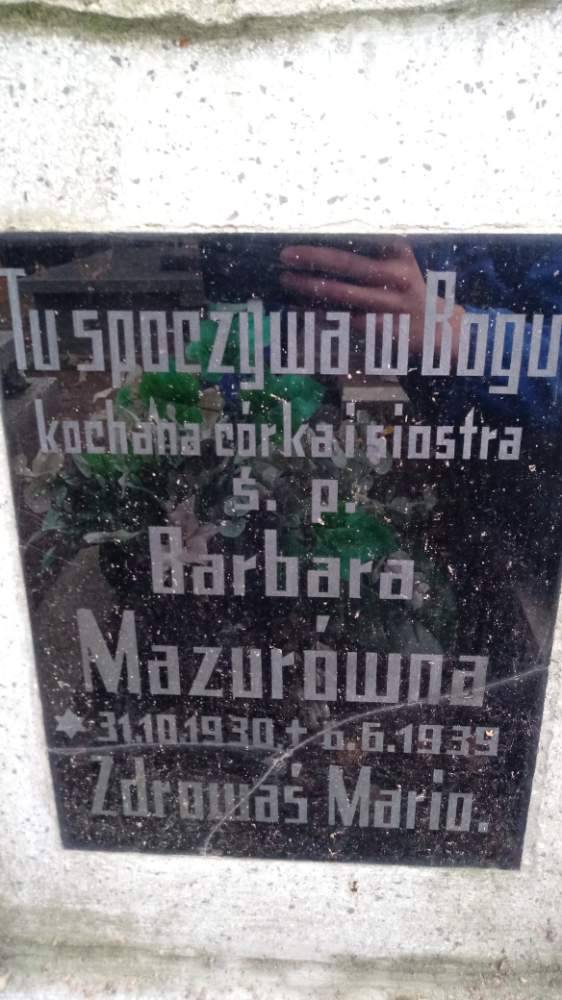 Tu spoczywa w Bogu
kochana córka i siostra
ś. p.
Barbara
Mazurówna
* 31.10.1930. + 6.6.1939
Zdrowaś Mario.